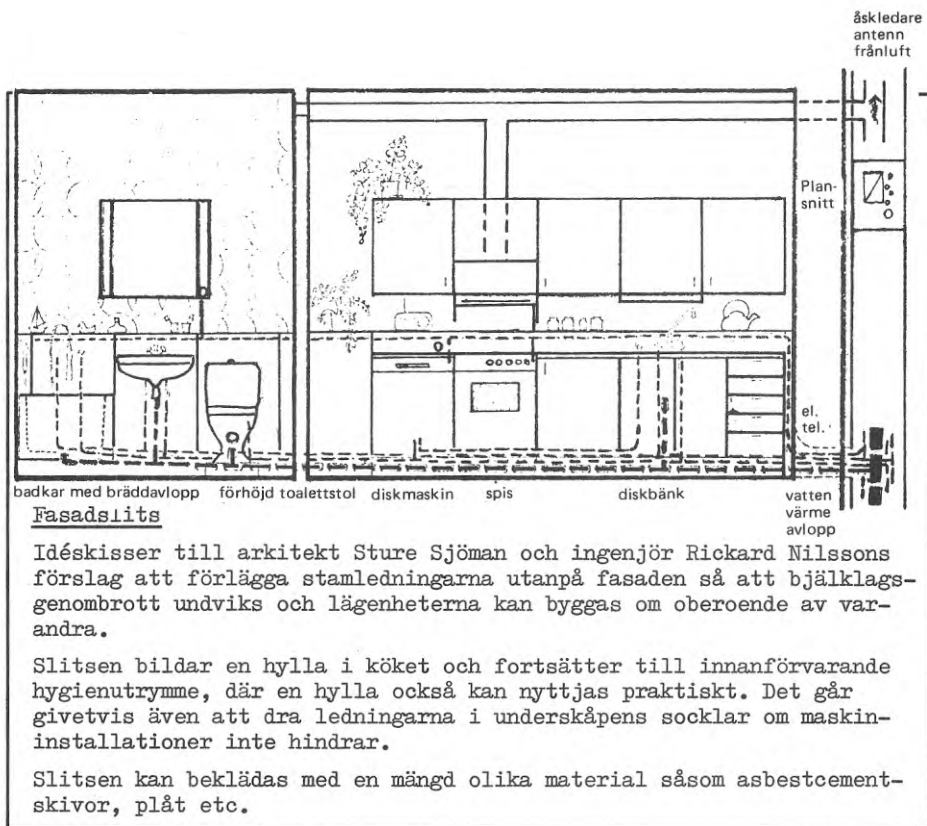 åskledare
antenn
frånluft
Plan-
snitt
el.
tel.
badkar med bräddavlopp
förhöjd toalettstol
diskmaskin
spis
diskbänk
vatten
värme
avlopp
Fasadslits
Idéskisser till arkitekt Sture Sjöman och ingenjör Rickard Nilssons
förslag att förlägga stamledningarna utanpå fasaden så att bjälklags-
genombrott undviks och lägenheterna kan byggas om oberoende av var-
andra.
Slitsen bildar en hylla i köket och fortsätter till innanförvarande
hygienutrymme, där en hylla också kan nyttjas praktiskt. Det går
givetvis även att dra ledningarna i underskåpens socklar om maskin-
installationer inte hindrar.
Slitsen kan beklädas med en mängd olika material såsom asbestcement-
skivor, plåt etc.